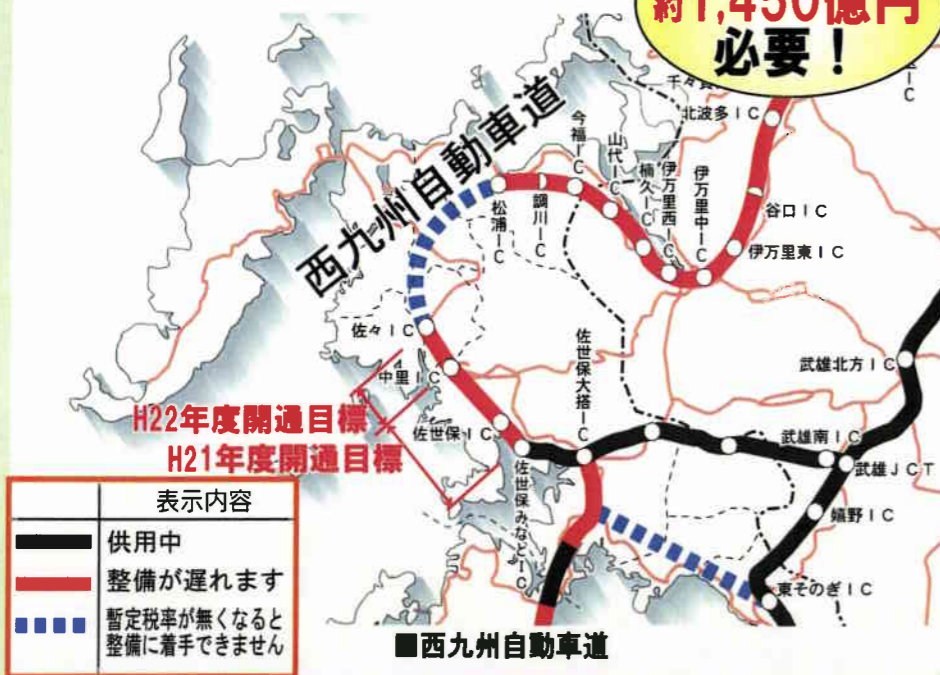 約1,450億円
必要！
北波多IC
谷口IC
伊万里東IC
伊万里中IC
伊万里西IC
楠久IC
山代IC
今福IC
調川IC
松浦IC
西九州自動車道
佐々IC
中里IC
佐世保IC
佐世保みなとIC
佐世保大搭IC
武雄北方IC
武雄南IC
武雄JCT
嬉野IC
東そのぎIC
H22年度開通目標
H21年度開通目標
表示内容
供用中
整備が遅れます
暫定税率が無くなると
整備に着手できません
■西九州自動車道